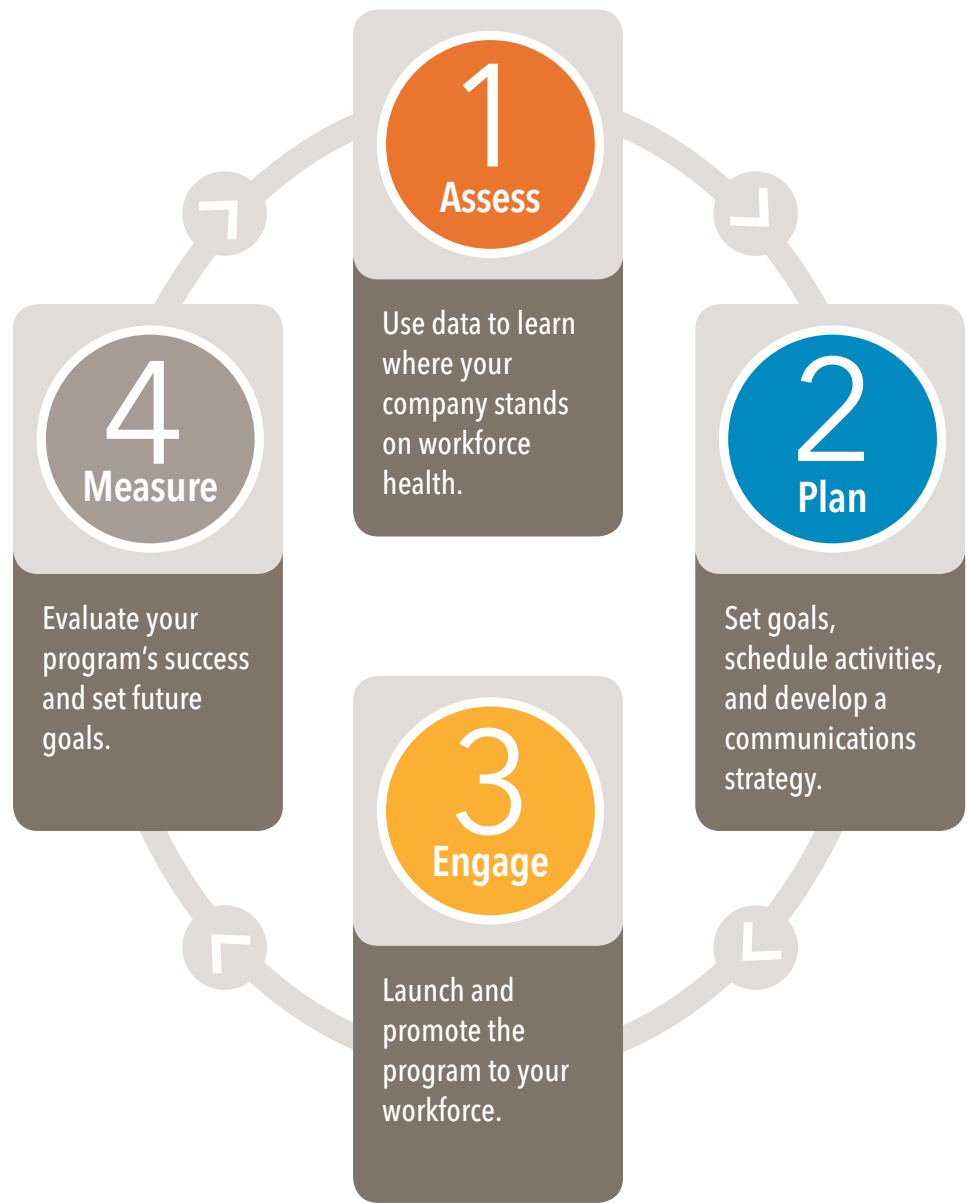 1
Assess
Use data to learn
where your
company stands
on workforce
health.
2
Plan
Set goals,
schedule activities,
and develop a
communications
strategy.
3
Engage
Launch and
promote the
program to your
workforce.
4
Measure
Evaluate your
program’s success
and set future
goals.